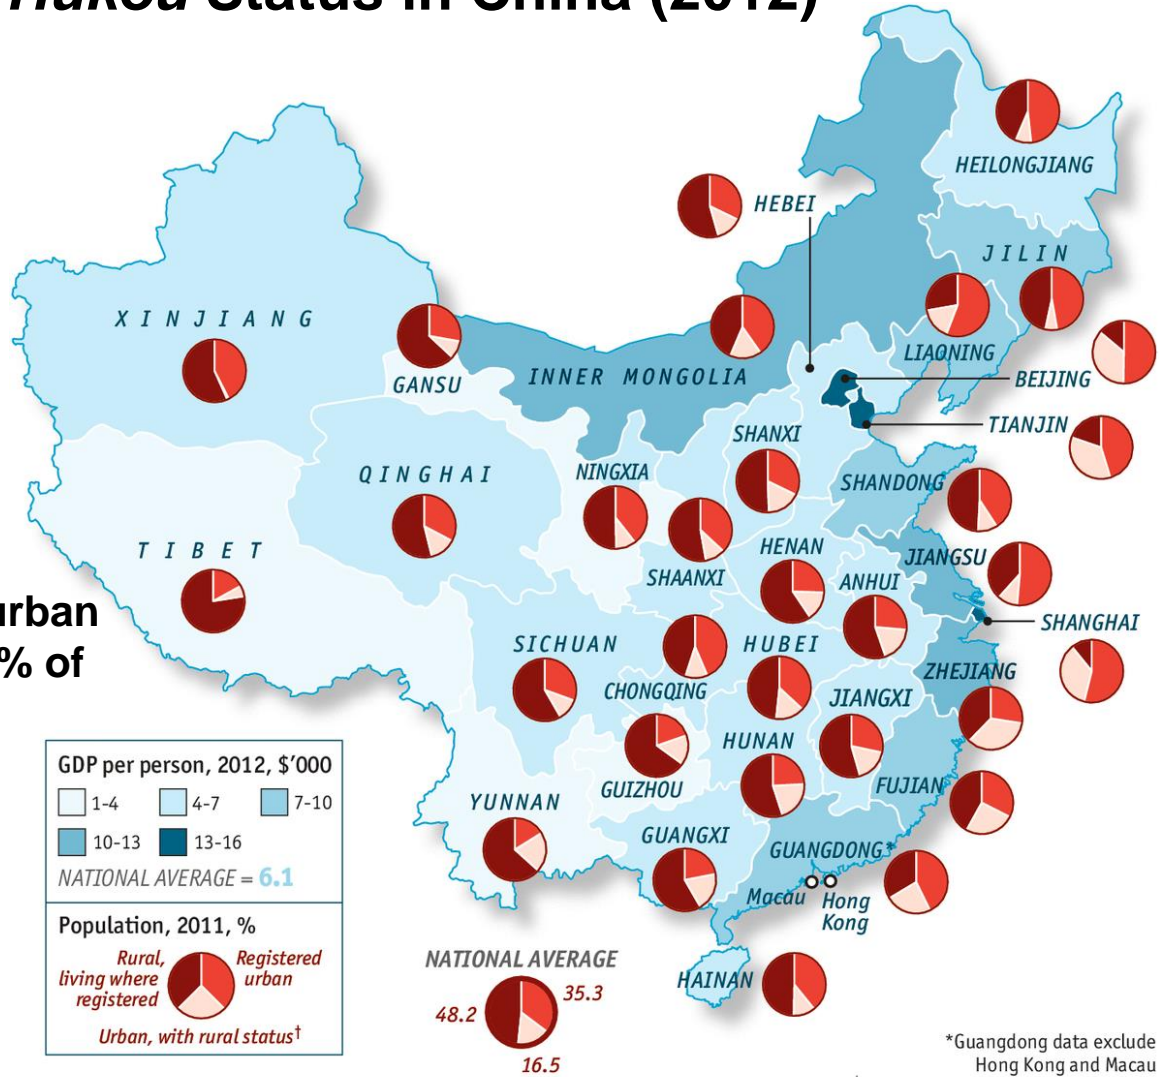 Hukou Status in China (2012)
HEILONGJIANG
HEBEI
JILIN
XINJIANG
LIAONING
GANSU
INNER MONGOLIA
BEIJING
TIANJIN
SHANXI
QINGHAI
NINGXIA
SHANDONG
TIBET
HENAN
JIANGSU
SHAANXI
ANHUI
urban
% of
SHANGHAI
SICHUAN
HUBEI
ZHEJIANG
CHONGQING
JIANGXI
HUNAN
FUJIAN
GUIZHOU
YUNNAN
GUANGXI
GUANGDONG*
Macau
Hong
Kong
HAINAN
GDP per person, 2012, $'000
1-4 4-7 7-10
10-13 13-16
NATIONAL AVERAGE = 6.1
Population, 2011, %
Rural,
living where
registered
Registered
urban
Urban, with rural status†
NATIONAL AVERAGE
35.3
48.2
16.5
*Guangdong data exclude
Hong Kong and Macau